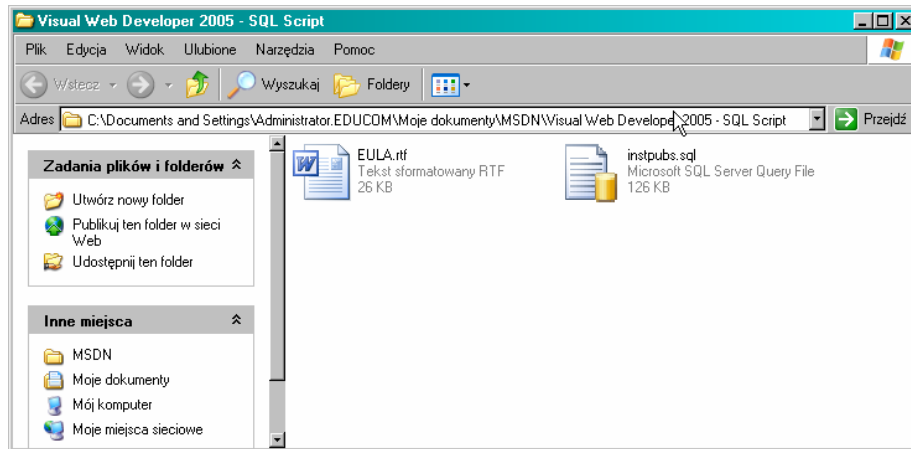 Visual Web Developer 2005 - SQL Script
Plik Edycja Widok Ulubione Narzędzia Pomoc
Wstecz Wyszukaj Foldery
Adres C:\Documents and Settings\Administrator.EDUCOM\Moje dokumenty\MSDN\Visual Web Developer 2005 - SQL Script Przejdź
Zadania plików i folderów
Utwórz nowy folder
Publikuj ten folder w sieci
Web
Udostępnij ten folder
Inne miejsca
MSDN
Moje dokumenty
Mój komputer
Moje miejsca sieciowe
EULA.rtf
Tekst sformatowany RTF
26 KB
instpubs.sql
Microsoft SQL Server Query File
126 KB